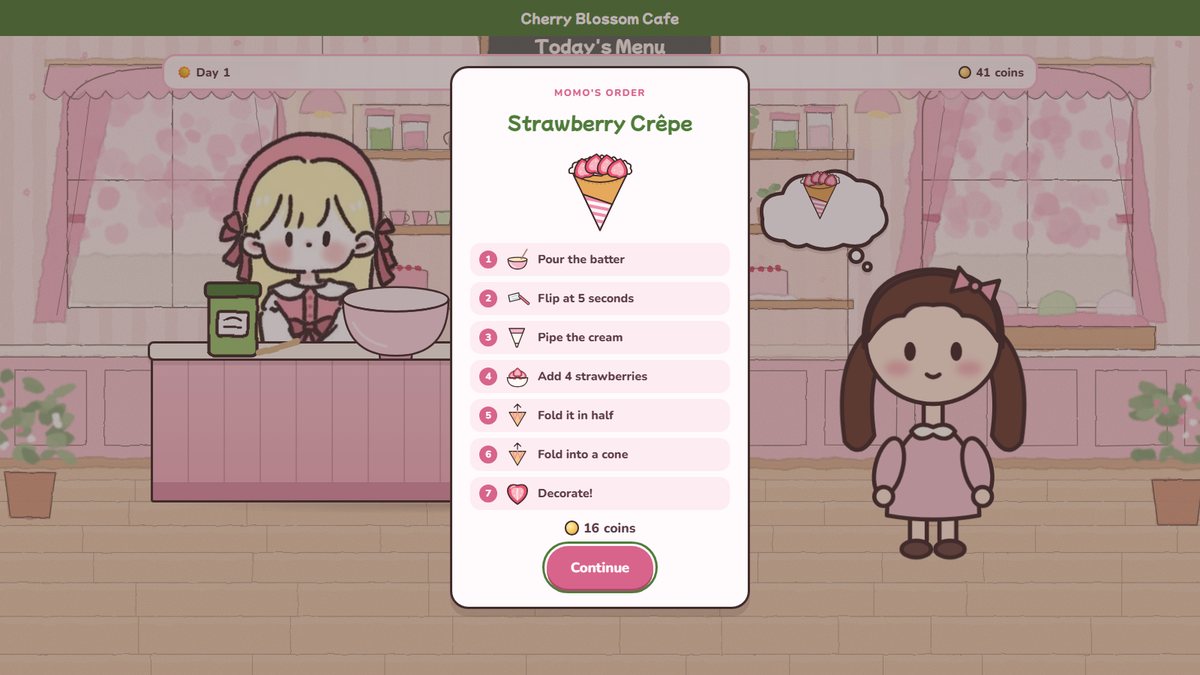 Cherry Blossom Cafe
Today's Menu
Day 1
41 coins
MOMO'S ORDER
Strawberry Crêpe
1 Pour the batter
2 Flip at 5 seconds
3 Pipe the cream
4 Add 4 strawberries
5 Fold it in half
6 Fold into a cone
7 Decorate!
16 coins
Continue